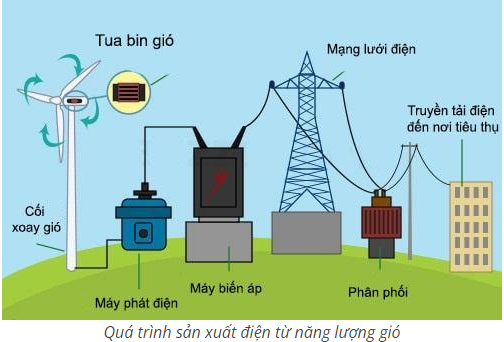 Tua bin gió
Mạng lưới điện
Truyền tải điện
đến nơi tiêu thụ
Cối
xoay gió
Máy phát điện
Máy biến áp
Phân phối
Quá trình sản xuất điện từ năng lượng gió